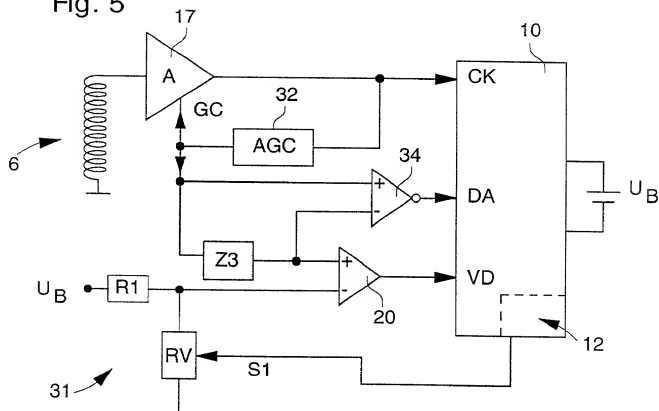 Fig. 5
17
10
A
CK
GC
32
AGC
6
34
+
-
DA
U B
Z3
+
-
VD
20
U B
R1
12
RV
S1
31